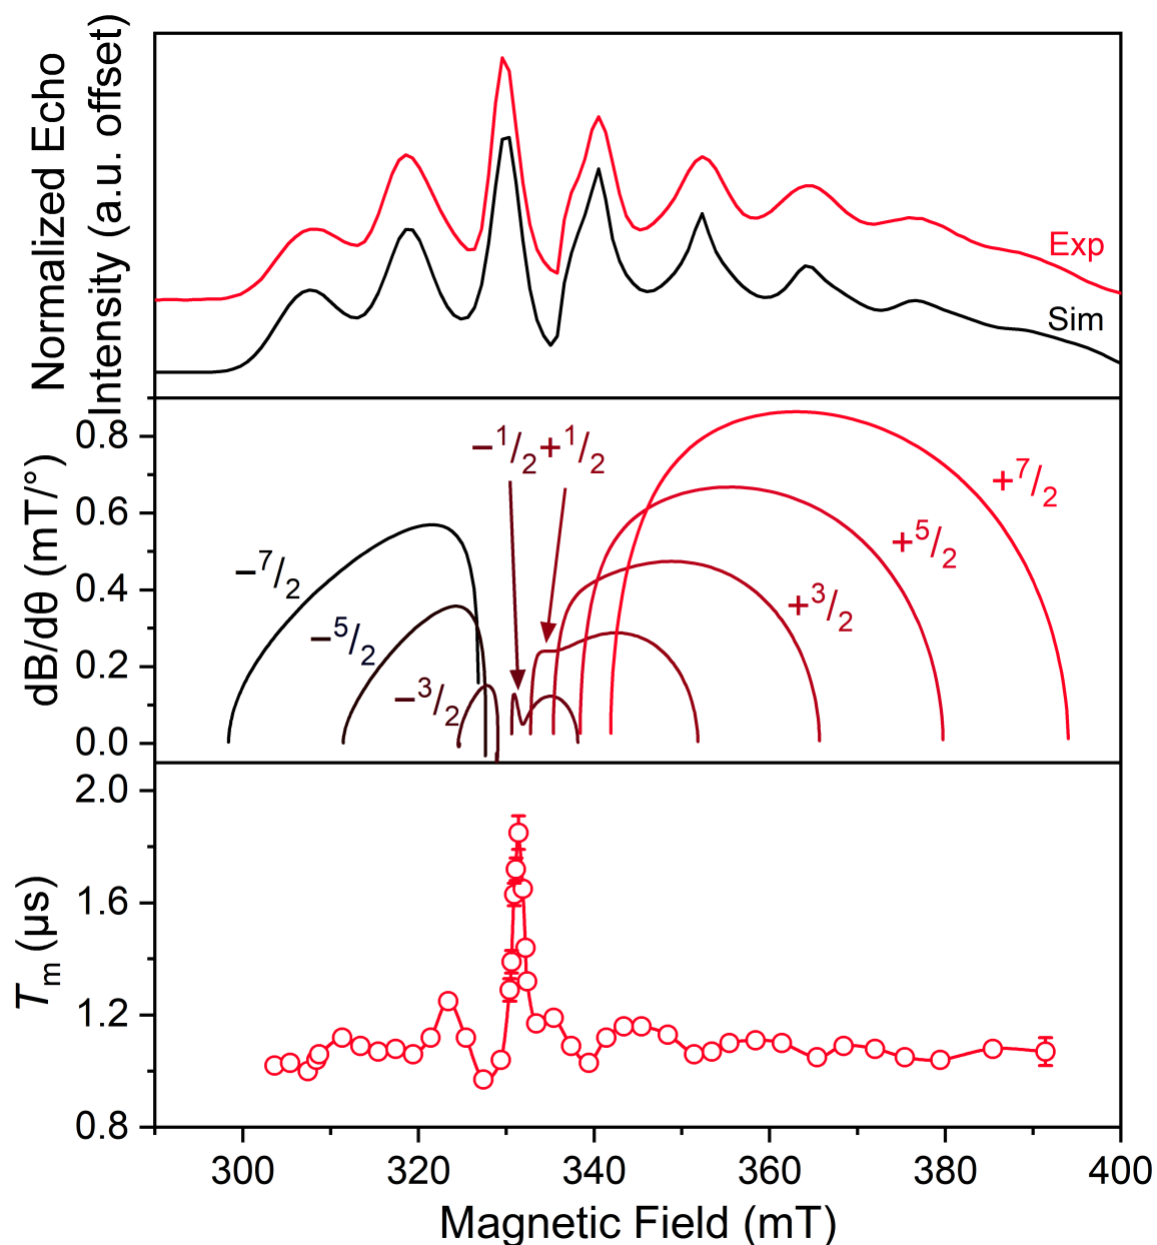 Normalized Echo
Intensity (a.u. offset)
Exp
Sim
dB/dθ (mT/°)
0.8
0.6
0.4
0.2
0.0
−1/2 +1/2
+7/2
−7/2
+5/2
−5/2
+3/2
−3/2
Tm (μs)
2.0
1.6
1.2
0.8
300 320 340 360 380 400
Magnetic Field (mT)